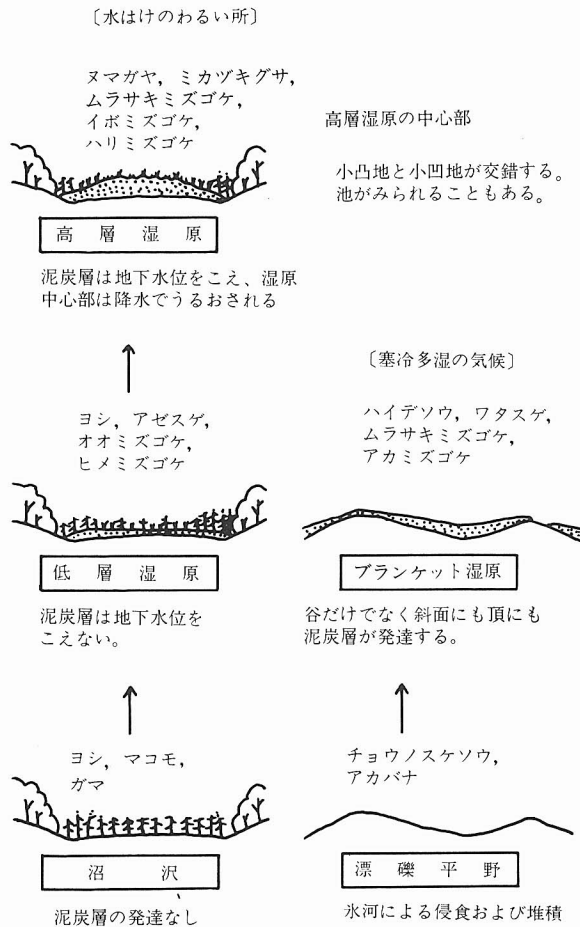 〔水はけのわるい所〕
ヌマガヤ，ミカヅキグサ，
ムラサキミズゴケ，
イボミズゴケ，
ハリミズゴケ
高層湿原
泥炭層は地下水位をこえ、湿原
中心部は降水でうるおされる
高層湿原の中心部
小凸地と小凹地が交錯する。
池がみられることもある。
ヨシ，アゼスゲ，
オオミズゴケ，
ヒメミズゴケ
低層湿原
泥炭層は地下水位を
こえない。
ヨシ，マコモ，
ガマ
沼沢
泥炭層の発達なし
〔塞冷多湿の気候〕
ハイデソウ，ワタスゲ，
ムラサキミズゴケ，
アカミズゴケ
ブランケット湿原
谷だけでなく斜面にも頂にも
泥炭層が発達する。
チョウノスケソウ，
アカバナ
漂礫平野
氷河による侵食および堆積